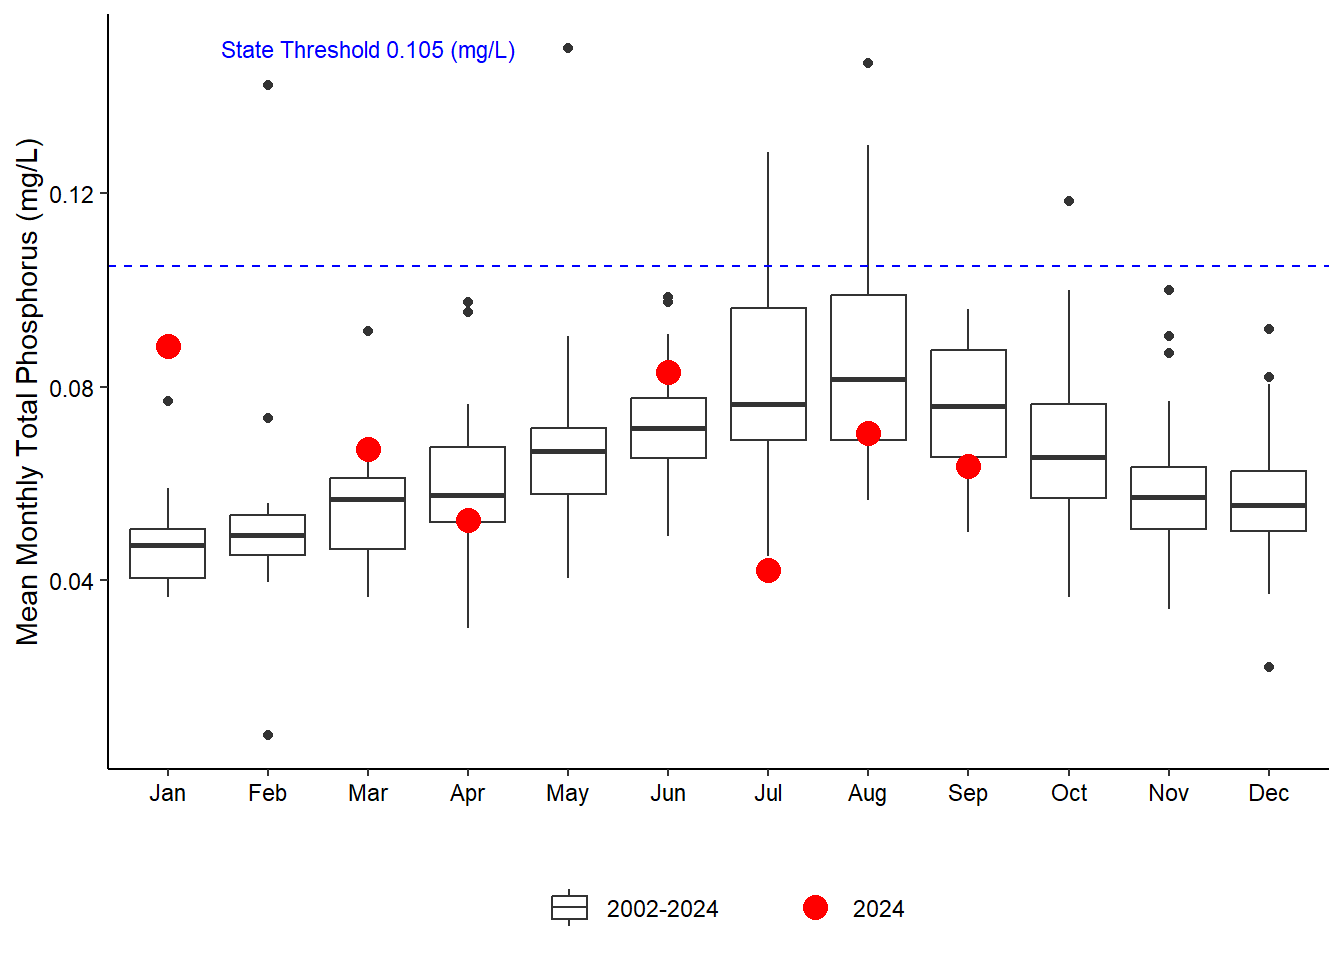 State Threshold 0.105 (mg/L)
Mean Monthly Total Phosphorus (mg/L)
0.12
0.08
0.04
Jan Feb Mar Apr May Jun Jul Aug Sep Oct Nov Dec
2002-2024 2024